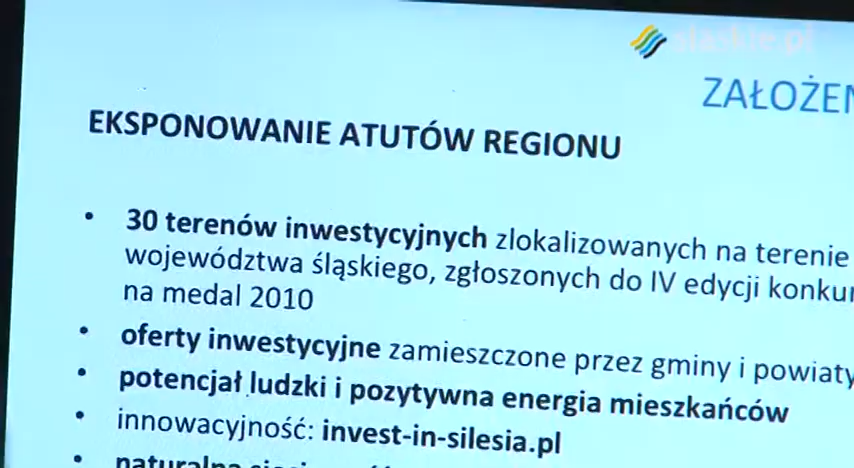 slaskie.pl
ZAŁOŻEN
EKSPONOWANIE ATUTÓW REGIONU
• 30 terenów inwestycyjnych zlokalizowanych na terenie
województwa śląskiego, zgłoszonych do IV edycji konkur
na medal 2010
• oferty inwestycyjne zamieszczone przez gminy i powiaty
• potencjał ludzki i pozytywna energia mieszkańców
• innowacyjność: invest-in-silesia.pl